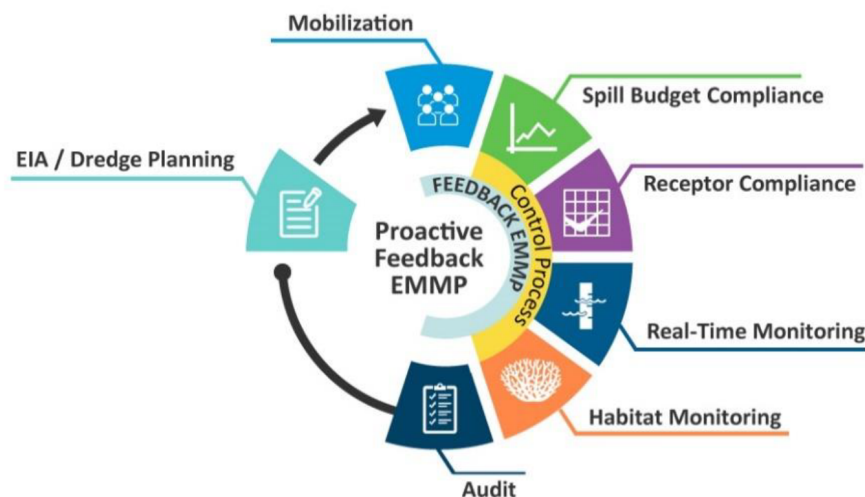 Mobilization
Spill Budget Compliance
EIA / Dredge Planning
Receptor Compliance
FEEDBACK EMMP
Control Process
Proactive
Feedback
EMMP
Real-Time Monitoring
Habitat Monitoring
Audit